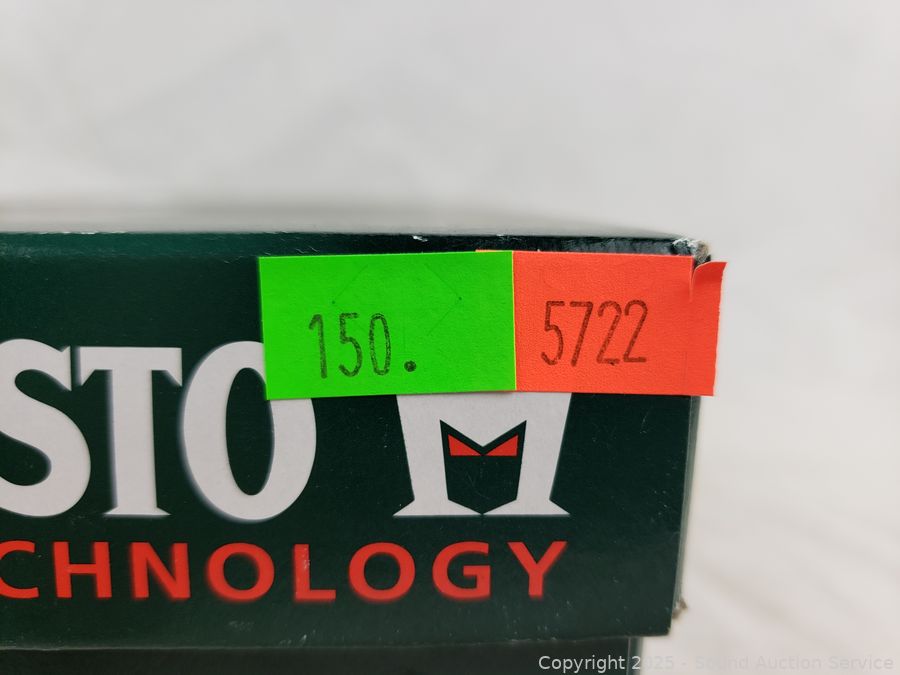 150.
5722
STO
CHNOLOGY
Copyright 2025 - Sound Auction Service